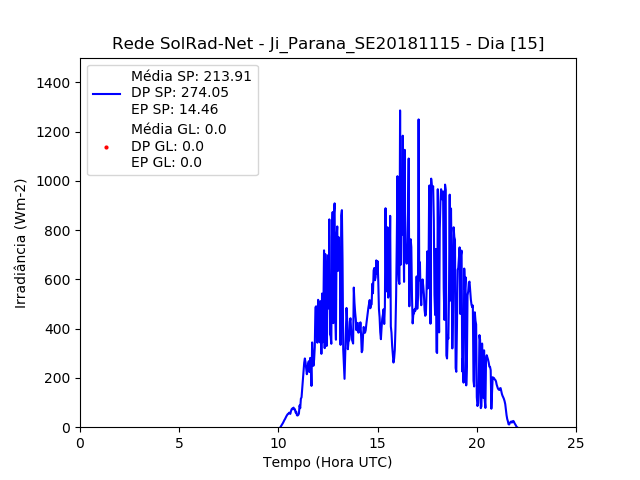 Rede SolRad-Net - Ji_Parana_SE20181115 - Dia [15]
Média SP: 213.91
DP SP: 274.05
EP SP: 14.46
Média GL: 0.0
DP GL: 0.0
EP GL: 0.0
Irradiância (Wm-2)
1400
1200
1000
800
600
400
200
0
0 5 10 15 20 25
Tempo (Hora UTC)